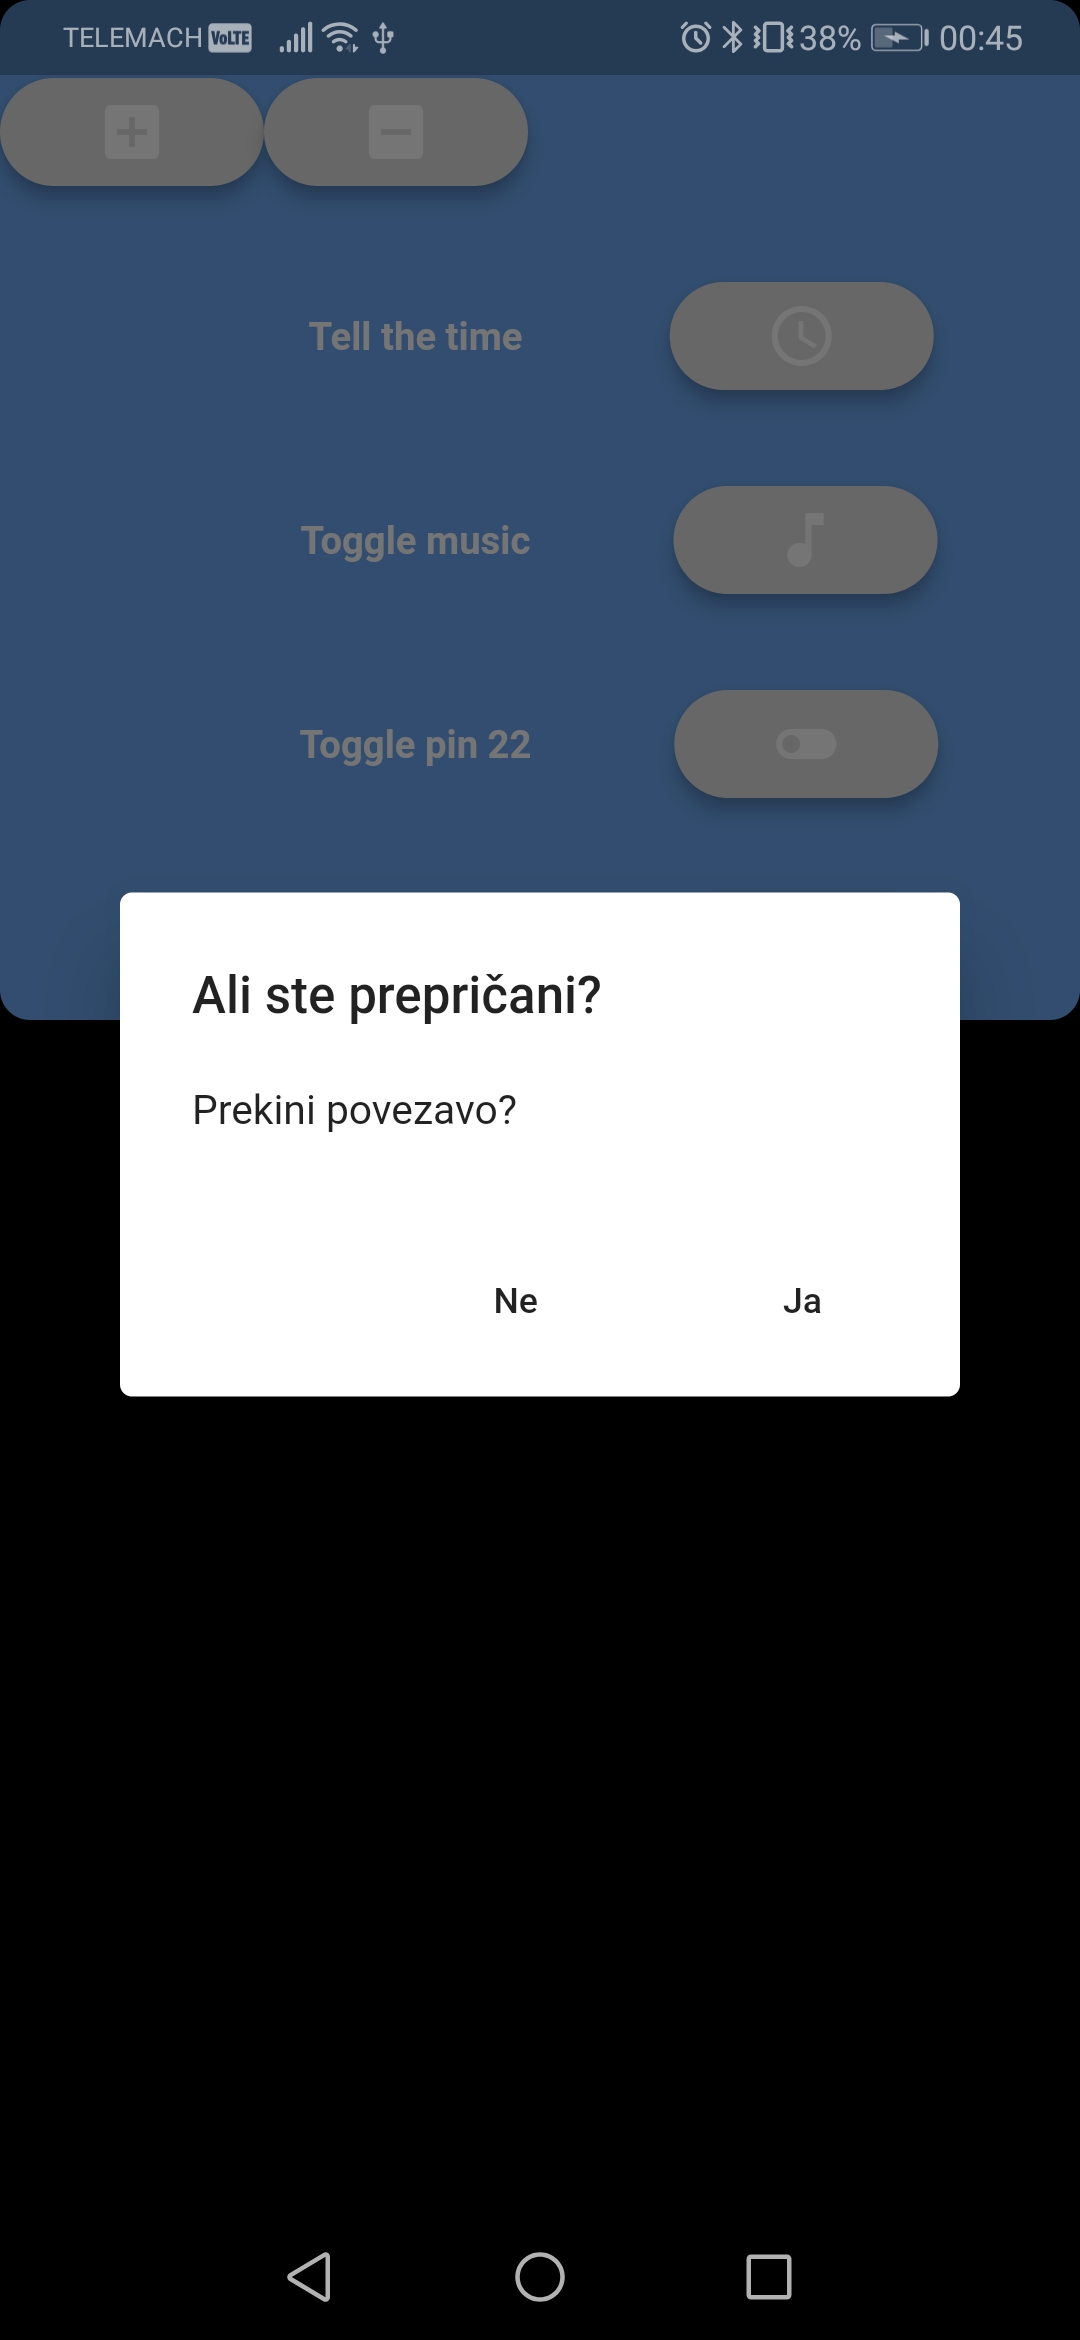 TELEMACH VoLTE 38% 00:45
Tell the time
Toggle music
Toggle pin 22
Ali ste prepričani?
Prekini povezavo?
Ne Ja